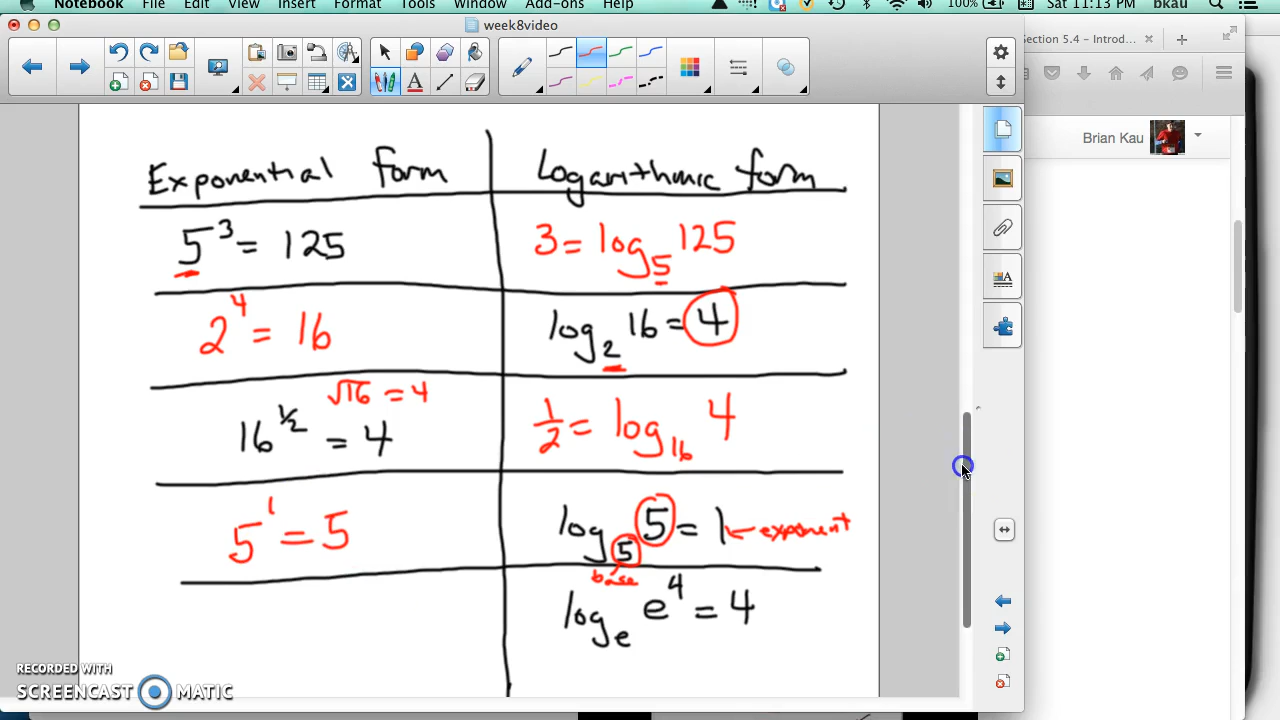 Notebook File Edit View Insert Format Tools Window Add-ons Help 100% Sat 11:13 PM bkau
week8video
Section 5.4 – Introd...
Brian Kau
Exponential form Logarithmic form
5³ = 125 3 = log₅ 125
2⁴ = 16 log₂ 16 = 4
√16 = 4
16^½ = 4 ½ = log₁₆ 4
5¹ = 5 log₅ 5 = 1 ← exponent
base
logₑ e⁴ = 4
RECORDED WITH
SCREENCAST MATIC